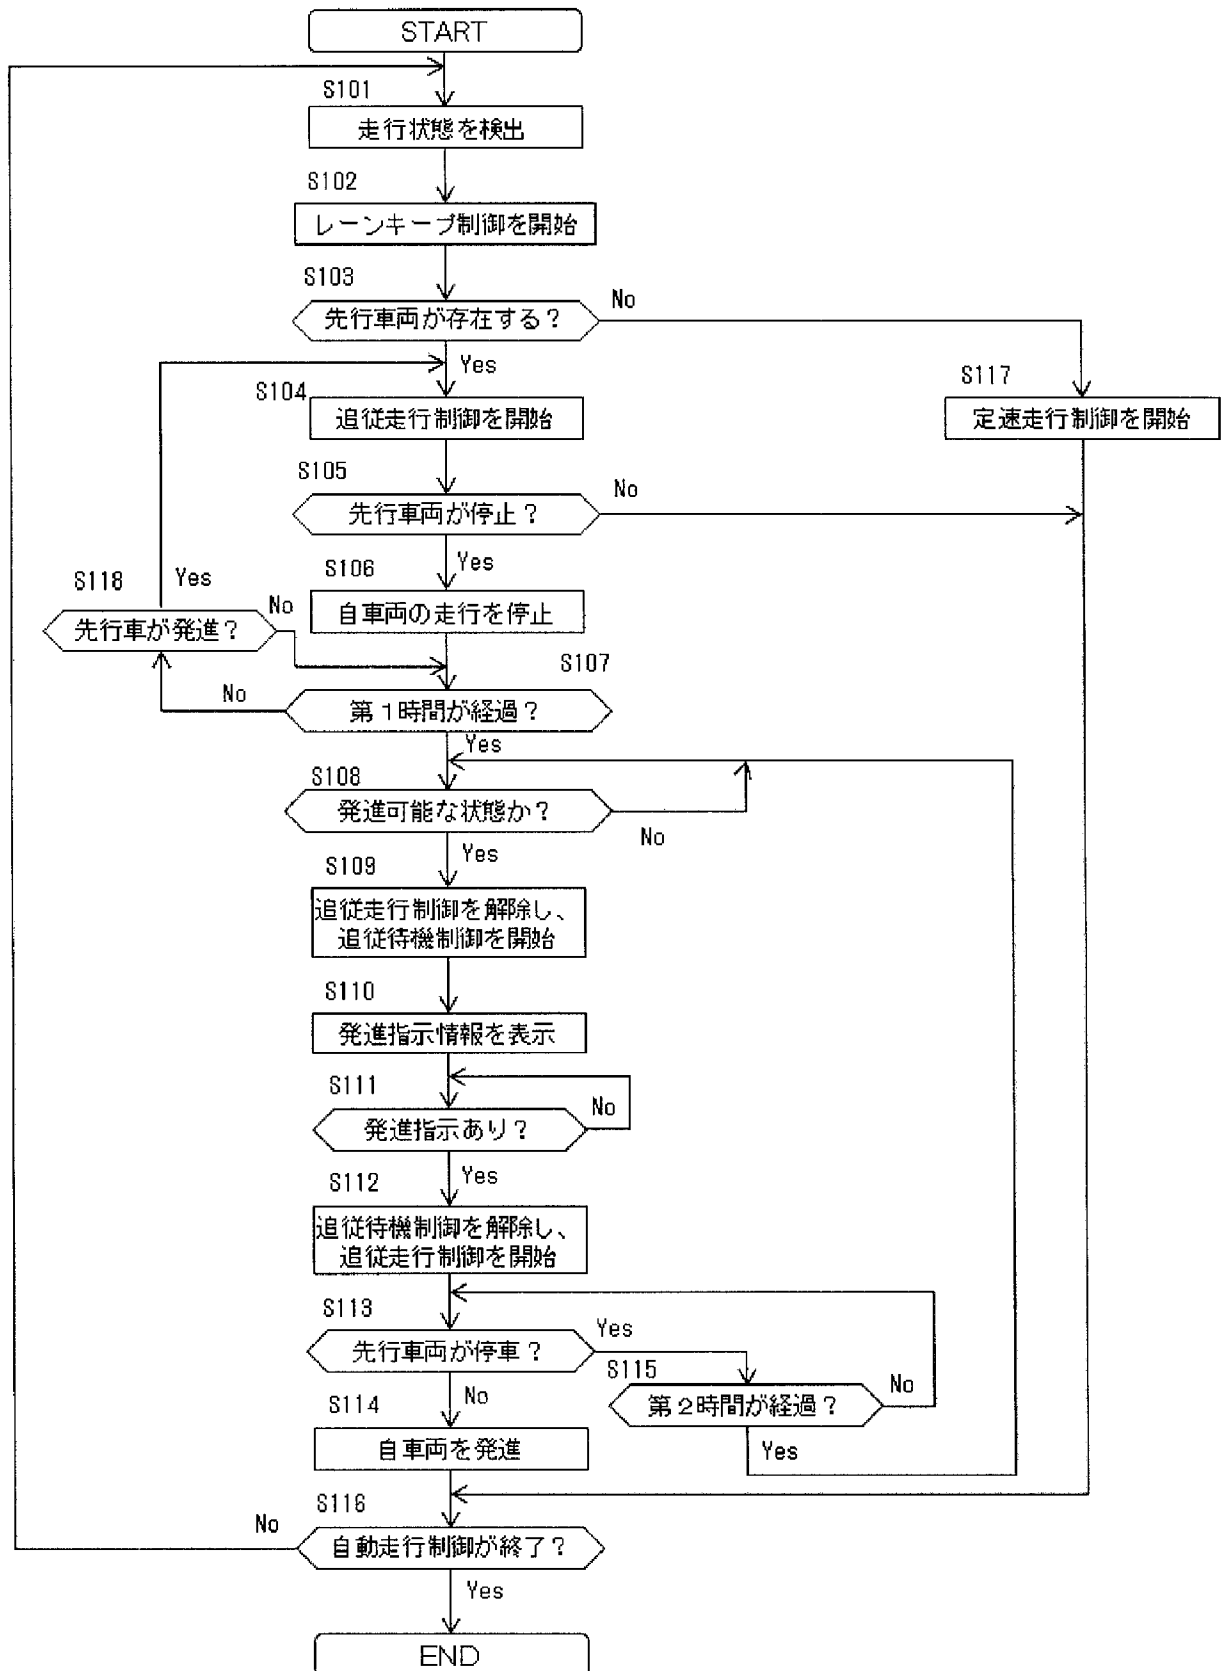 START
S101
走行状態を検出
S102
レーンキープ制御を開始
S103
先行車両が存在する？
No
Yes
S104
追従走行制御を開始
S117
定速走行制御を開始
S105
先行車両が停止？
No
Yes
S106
自車両の走行を停止
S118
Yes
先行車が発進？
No
S107
No
第１時間が経過？
Yes
S108
発進可能な状態か？
No
Yes
S109
追従走行制御を解除し、
追従待機制御を開始
S110
発進指示情報を表示
S111
No
発進指示あり？
Yes
S112
追従待機制御を解除し、
追従走行制御を開始
S113
先行車両が停車？
Yes
S115
第２時間が経過？
No
Yes
No
S114
自車両を発進
S116
No
自動走行制御が終了？
Yes
END